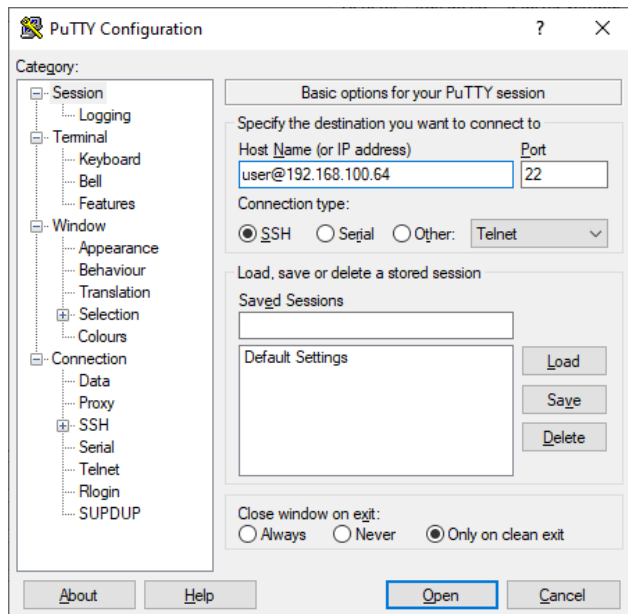 PuTTY Configuration
?
Category:
Session
Logging
Terminal
Keyboard
Bell
Features
Window
Appearance
Behaviour
Translation
Selection
Colours
Connection
Data
Proxy
SSH
Serial
Telnet
Rlogin
SUPDUP
Basic options for your PuTTY session
Specify the destination you want to connect to
Host Name (or IP address) Port
user@192.168.100.64 22
Connection type:
SSH Serial Other: Telnet
Load, save or delete a stored session
Saved Sessions
Default Settings
Load
Save
Delete
Close window on exit:
Always Never Only on clean exit
About Help Open Cancel